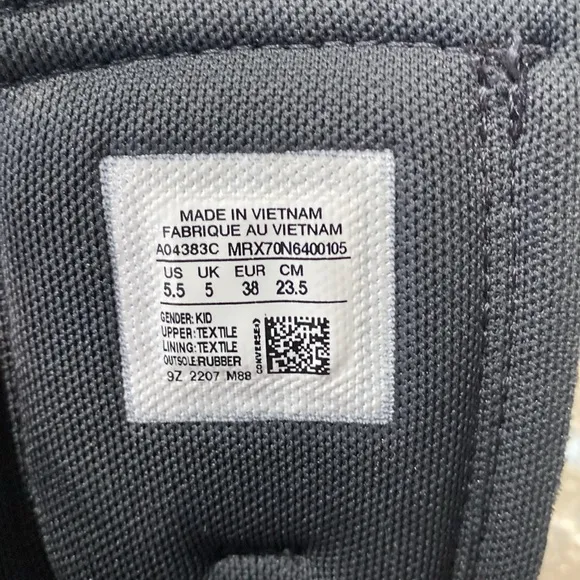 MADE IN VIETNAM
FABRIQUE AU VIETNAM
A04383C MRX70N6400105
US UK EUR CM
5.5 5 38 23.5
GENDER:KID
UPPER:TEXTILE
LINING:TEXTILE
OUTSOLE:RUBBER
CONVERSE
9Z 2207 M88